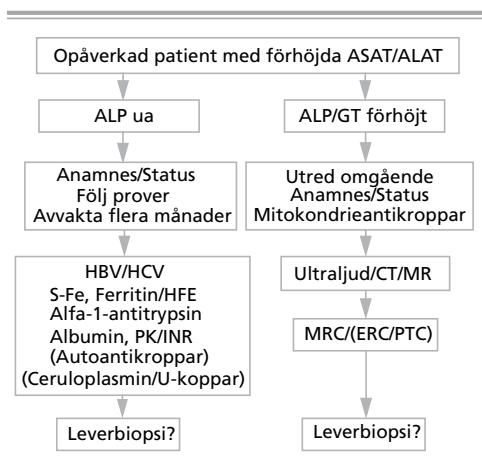 Opåverkad patient med förhöjda ASAT/ALAT
ALP ua
Anamnes/Status
Följ prover
Avvakta flera månader
HBV/HCV
S-Fe, Ferritin/HFE
Alfa-1-antitrypsin
Albumin, PK/INR
(Autoantikroppar)
(Ceruloplasmin/U-koppar)
Leverbiopsi?
ALP/GT förhöjt
Utred omgående
Anamnes/Status
Mitokondrieantikroppar
Ultraljud/CT/MR
MRC/(ERC/PTC)
Leverbiopsi?